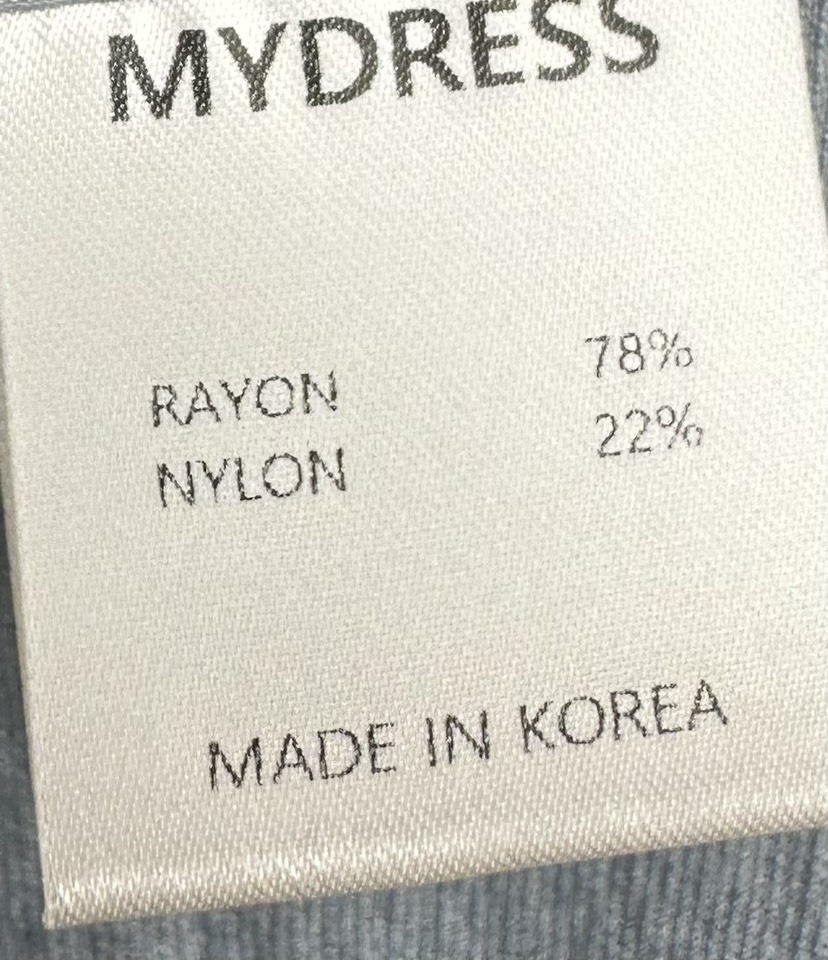 MYDRESS
RAYON 78%
NYLON 22%
MADE IN KOREA